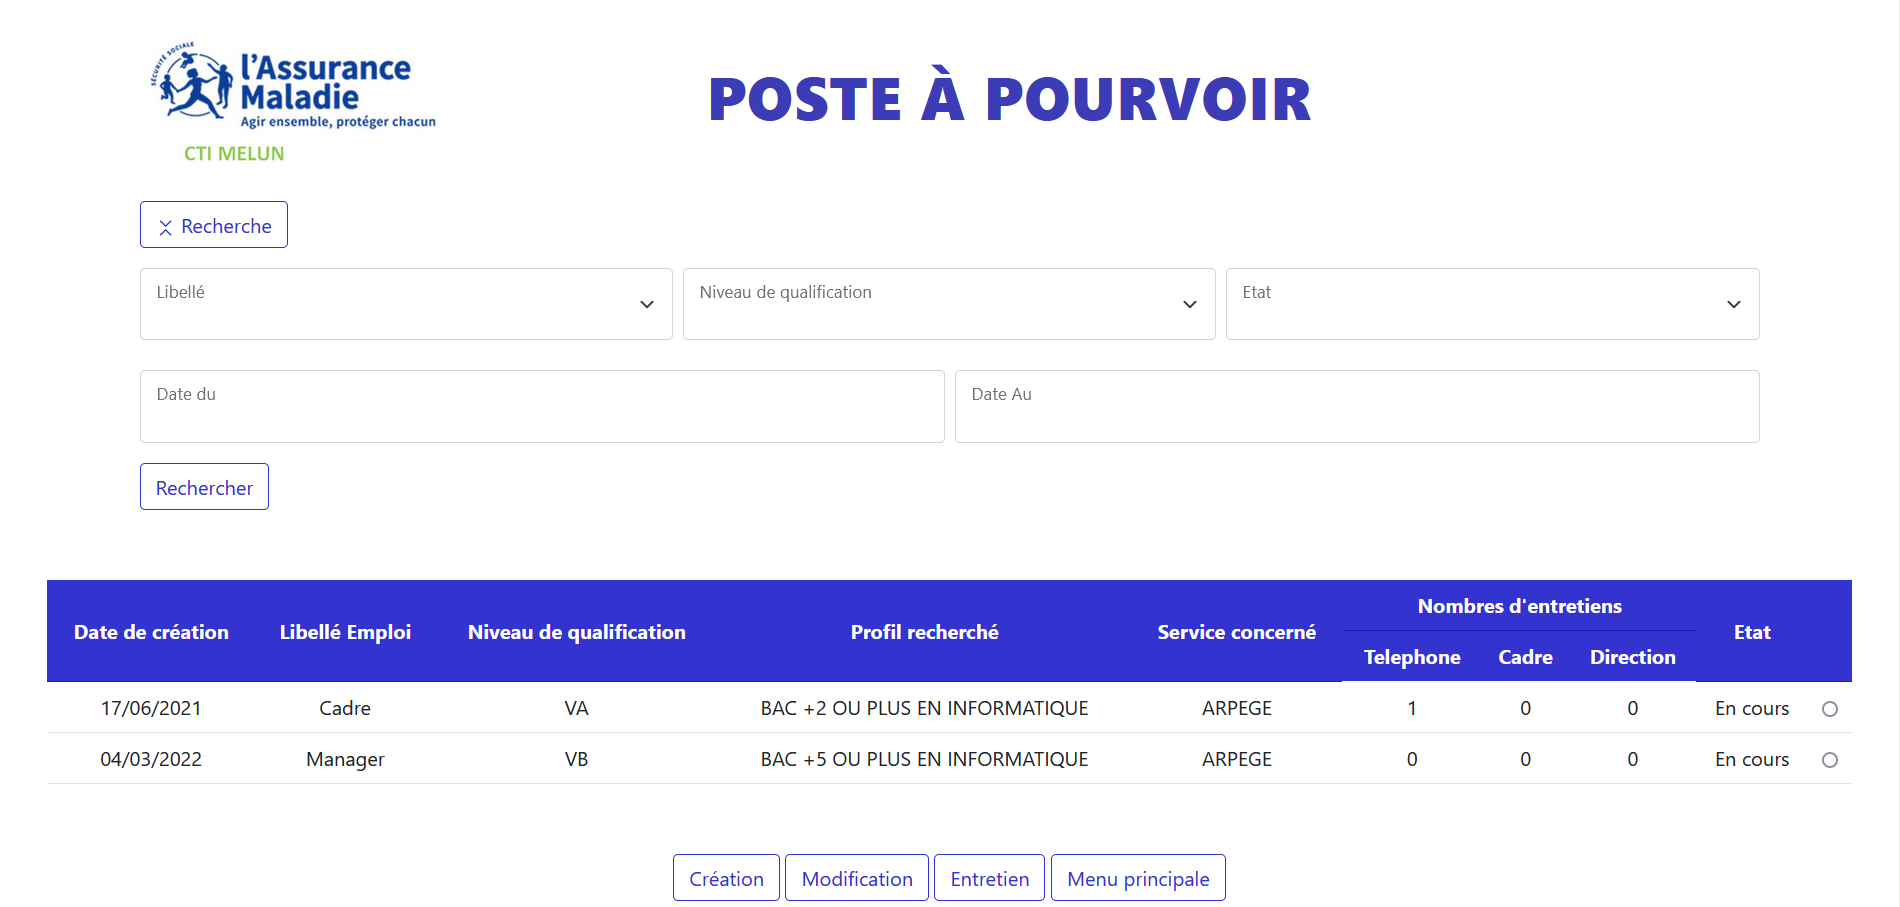 SÉCURITÉ SOCIALE
l'Assurance
Maladie
Agir ensemble, protéger chacun
CTI MELUN
POSTE À POURVOIR
Recherche
Libellé
Niveau de qualification
Etat
Date du
Date Au
Rechercher
Date de création Libellé Emploi Niveau de qualification Profil recherché Service concerné Nombres d'entretiens Etat
Telephone Cadre Direction
17/06/2021 Cadre VA BAC +2 OU PLUS EN INFORMATIQUE ARPEGE 1 0 0 En cours
04/03/2022 Manager VB BAC +5 OU PLUS EN INFORMATIQUE ARPEGE 0 0 0 En cours
Création Modification Entretien Menu principale